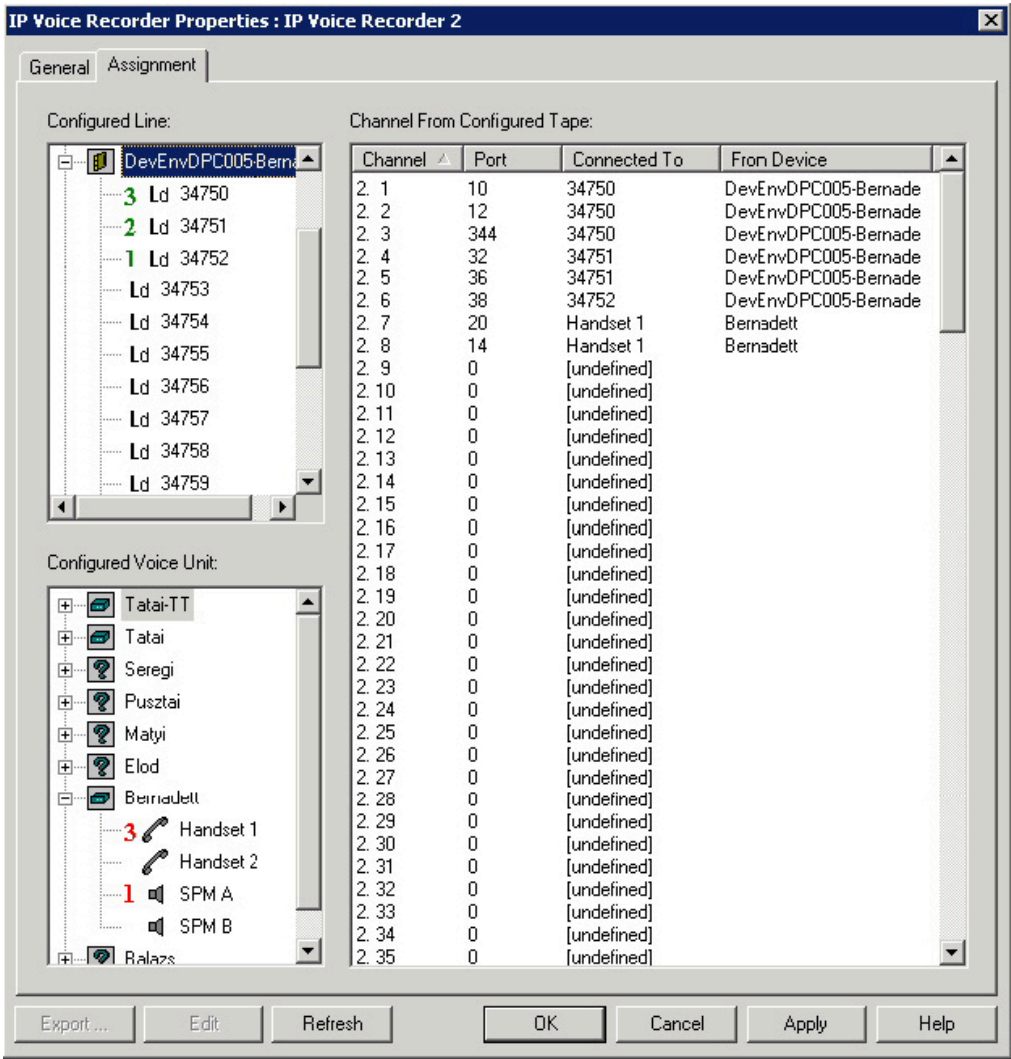 IP Voice Recorder Properties : IP Voice Recorder 2
General Assignment
Configured Line:
DevEnvDPC005-Berna
3 Ld 34750
2 Ld 34751
1 Ld 34752
Ld 34753
Ld 34754
Ld 34755
Ld 34756
Ld 34757
Ld 34758
Ld 34759
Configured Voice Unit:
Tatai-TT
Tatai
Seregi
Pusztai
Matyi
Elod
Bernadett
3 Handset 1
Handset 2
1 SPM A
SPM B
Balazs
Channel From Configured Tape:
Channel Port Connected To From Device
2. 1 10 34750 DevEnvDPC005-Bernade
2. 2 12 34750 DevEnvDPC005-Bernade
2. 3 344 34750 DevEnvDPC005-Bernade
2. 4 32 34751 DevEnvDPC005-Bernade
2. 5 36 34751 DevEnvDPC005-Bernade
2. 6 38 34752 DevEnvDPC005-Bernade
2. 7 20 Handset 1 Bernadett
2. 8 14 Handset 1 Bernadett
2. 9 0 [undefined]
2. 10 0 [undefined]
2. 11 0 [undefined]
2. 12 0 [undefined]
2. 13 0 [undefined]
2. 14 0 [undefined]
2. 15 0 [undefined]
2. 16 0 [undefined]
2. 17 0 [undefined]
2. 18 0 [undefined]
2. 19 0 [undefined]
2. 20 0 [undefined]
2. 21 0 [undefined]
2. 22 0 [undefined]
2. 23 0 [undefined]
2. 24 0 [undefined]
2. 25 0 [undefined]
2. 26 0 [undefined]
2. 27 0 [undefined]
2. 28 0 [undefined]
2. 29 0 [undefined]
2. 30 0 [undefined]
2. 31 0 [undefined]
2. 32 0 [undefined]
2. 33 0 [undefined]
2. 34 0 [undefined]
2. 35 0 [undefined]
Export ... Edit Refresh OK Cancel Apply Help